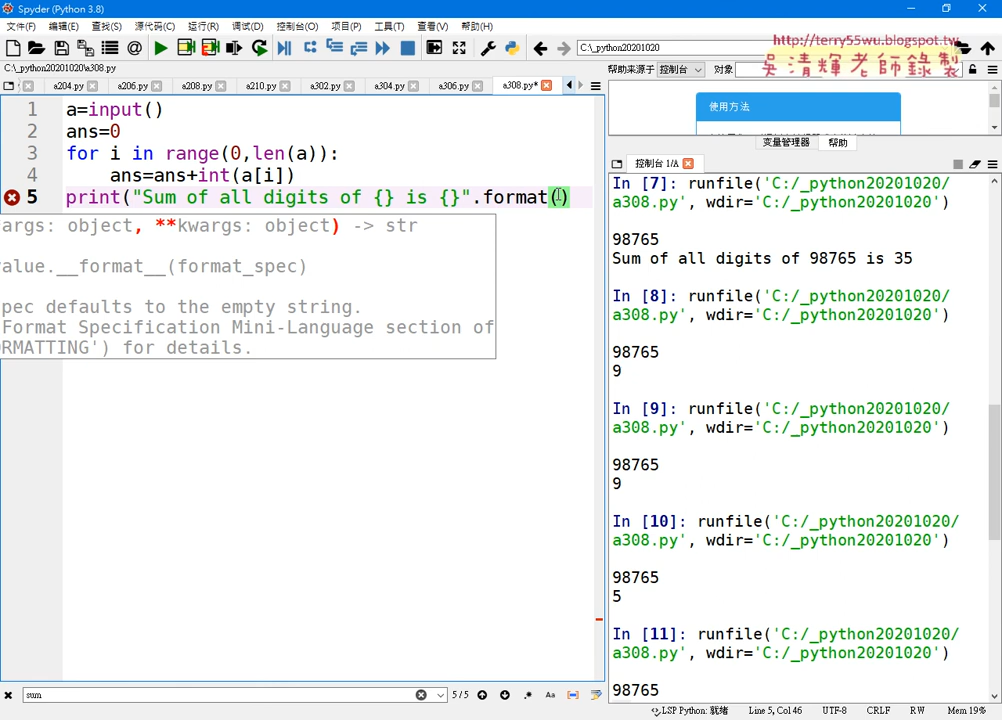 Spyder (Python 3.8)
文件(F) 编辑(E) 查找(S) 源代码(C) 运行(R) 调试(D) 控制台(O) 项目(P) 工具(T) 查看(V) 帮助(H)
C:\_python20201020
http://terry55wu.blogspot.tw
吳清輝老師錄製
C:\_python20201020\a308.py
帮助来源于 控制台 对象
a204.py a206.py a208.py a210.py a302.py a304.py a306.py a308.py*
使用方法
变量管理器 帮助
控制台 1/A
1 a=input()
2 ans=0
3 for i in range(0,len(a)):
4 ans=ans+int(a[i])
5 print("Sum of all digits of {} is {}".format()
args: object, **kwargs: object) -> str
alue.__format__(format_spec)
pec defaults to the empty string.
Format Specification Mini-Language section of
ORMATTING') for details.
In [7]: runfile('C:/_python20201020/
a308.py', wdir='C:/_python20201020')
98765
Sum of all digits of 98765 is 35
In [8]: runfile('C:/_python20201020/
a308.py', wdir='C:/_python20201020')
98765
9
In [9]: runfile('C:/_python20201020/
a308.py', wdir='C:/_python20201020')
98765
9
In [10]: runfile('C:/_python20201020/
a308.py', wdir='C:/_python20201020')
98765
5
In [11]: runfile('C:/_python20201020/
a308.py', wdir='C:/_python20201020')
98765
sum 5/5 Aa
LSP Python: 就绪 Line 5, Col 46 UTF-8 CRLF RW Mem 19%